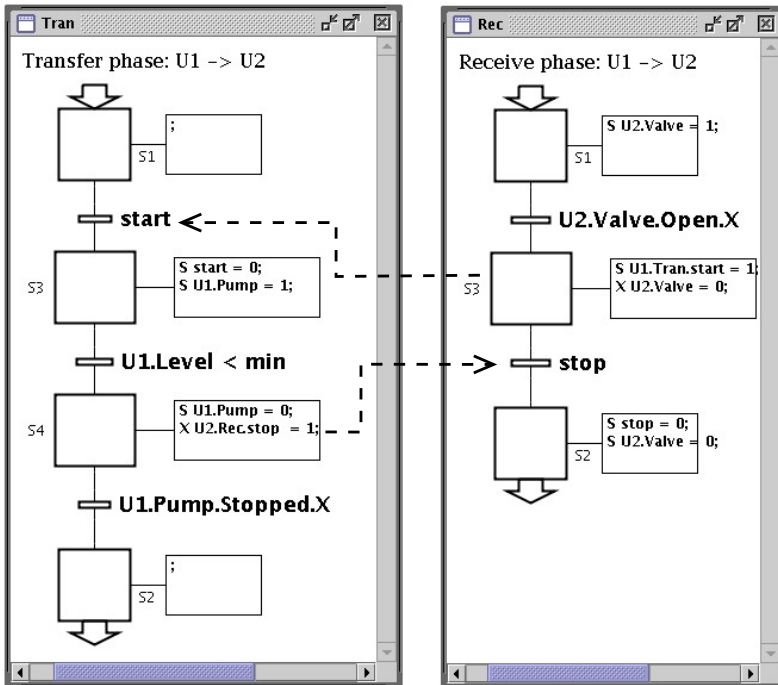 Tran
Transfer phase: U1 -> U2
;
S1
start
S start = 0;
S U1.Pump = 1;
S3
U1.Level < min
S U1.Pump = 0;
X U2.Rec.stop = 1;
S4
U1.Pump.Stopped.X
;
S2
Rec
Receive phase: U1 -> U2
S U2.Valve = 1;
S1
U2.Valve.Open.X
S U1.Tran.start = 1;
X U2.Valve = 0;
S3
stop
S stop = 0;
S U2.Valve = 0;
S2